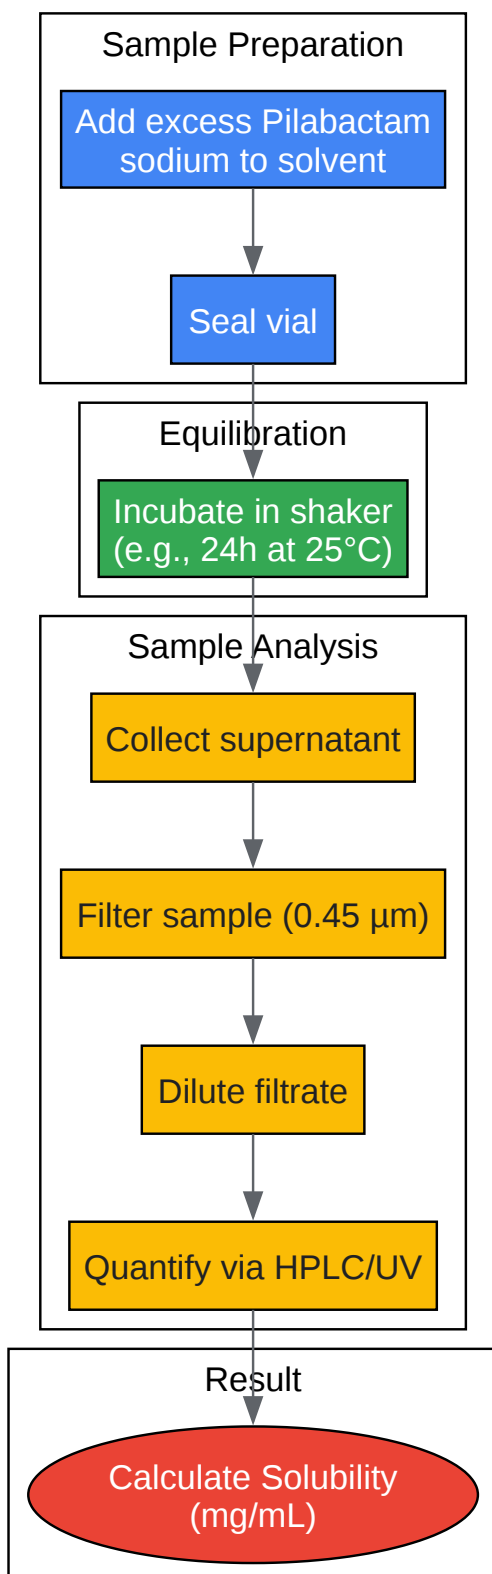 Sample Preparation
Add excess Pilabactam
sodium to solvent
Seal vial
Equilibration
Incubate in shaker
(e.g., 24h at 25°C)
Sample Analysis
Collect supernatant
Filter sample (0.45 µm)
Dilute filtrate
Quantify via HPLC/UV
Result
Calculate Solubility
(mg/mL)